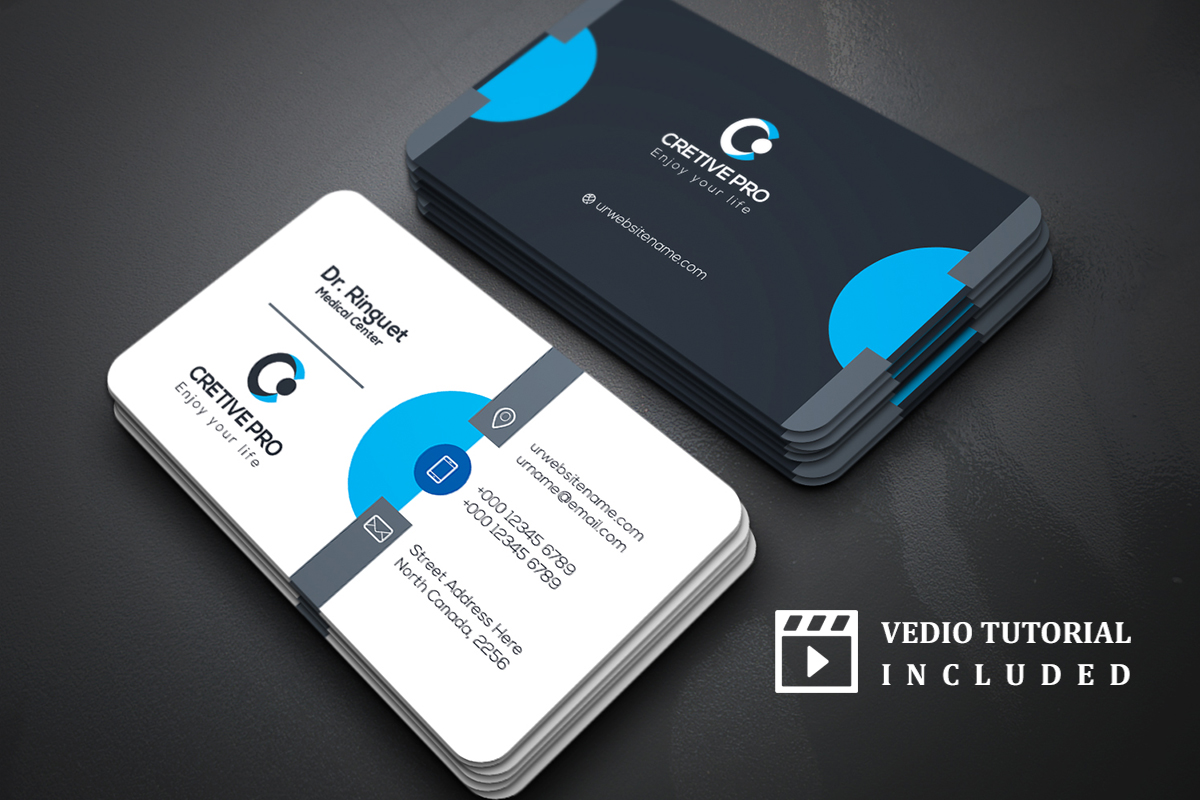 CRETIVE PRO
Enjoy your life
urwebsitename.com
Dr. Ringuet
Medical Center
CRETIVE PRO
Enjoy your life
urwebsitename.com
urname@email.com
+000 12345 6789
+000 12345 6789
Street Address Here
North Canada, 2256
VEDIO TUTORIAL
INCLUDED